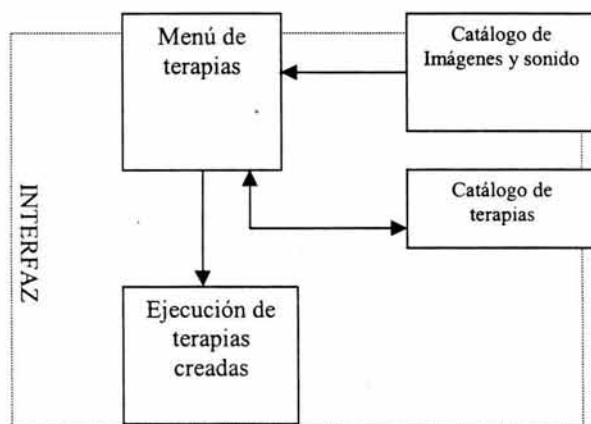 Menú de
terapias
Catálogo de
Imágenes y sonido
Catálogo de
terapias
INTERFAZ
Ejecución de
terapias
creadas